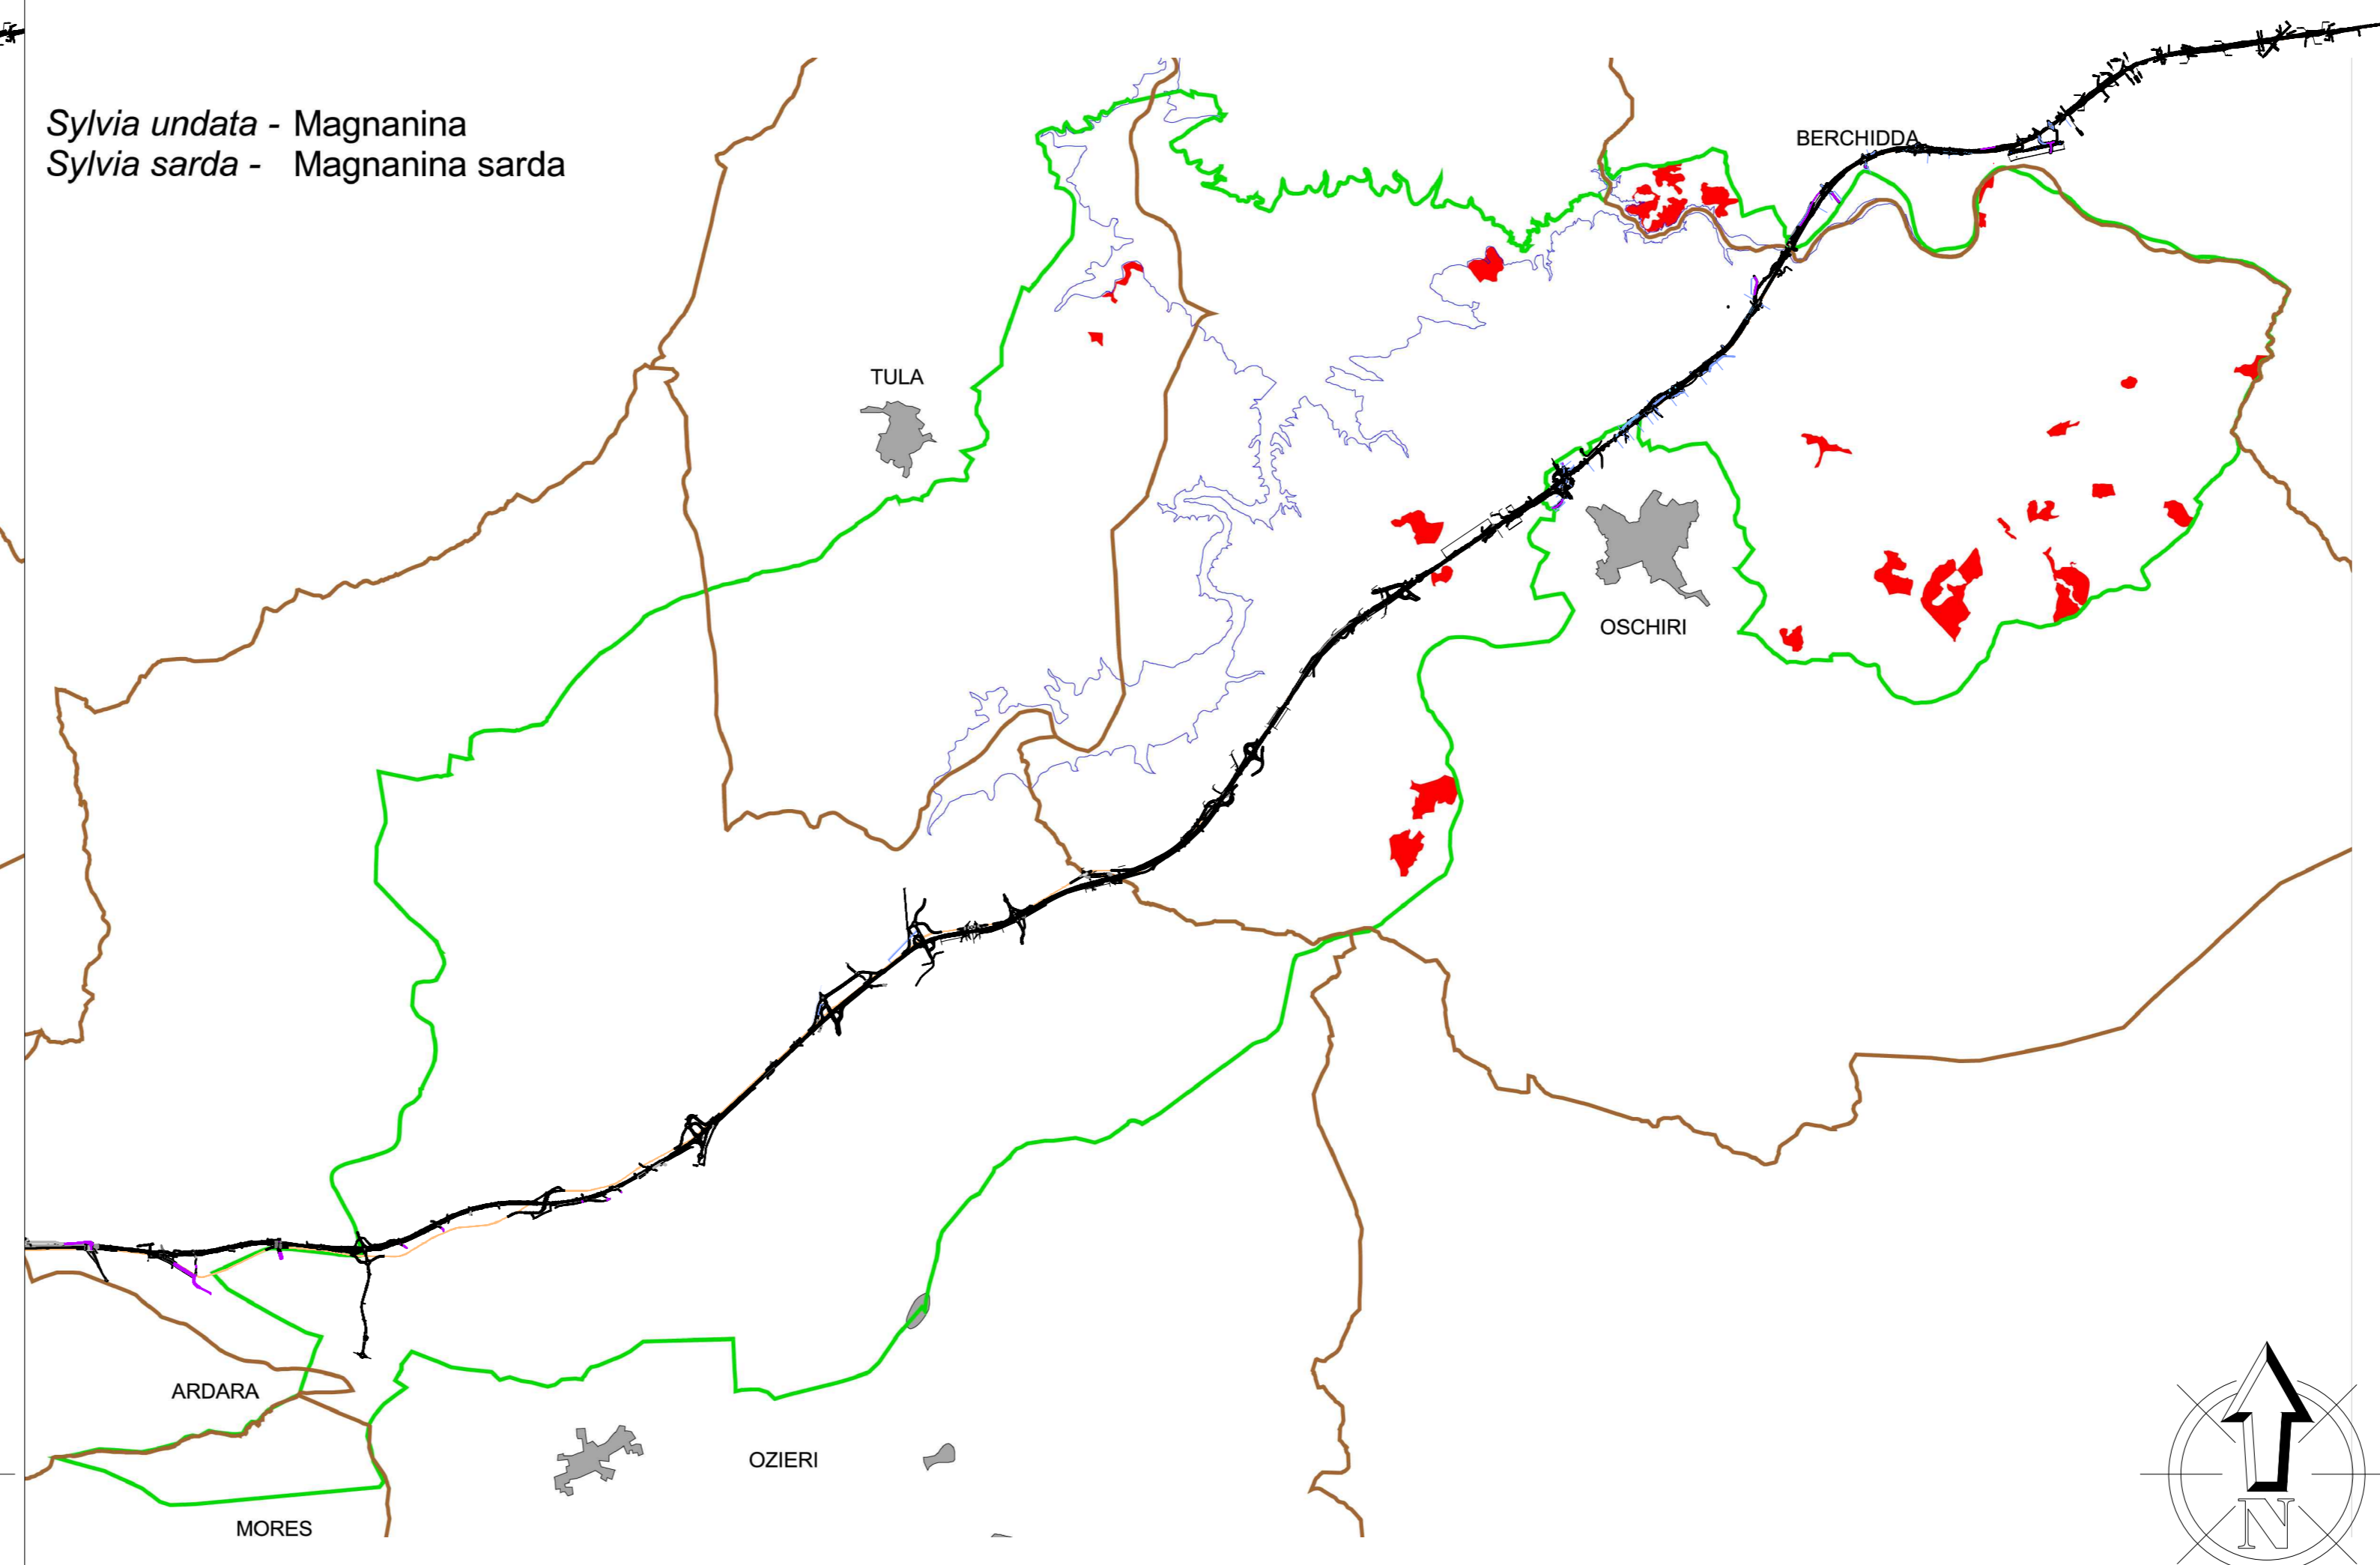 Sylvia undata - Magnanina
Sylvia sarda - Magnanina sarda
BERCHIDDA
TULA
OSCHIRI
ARDARA
OZIERI
MORES
N